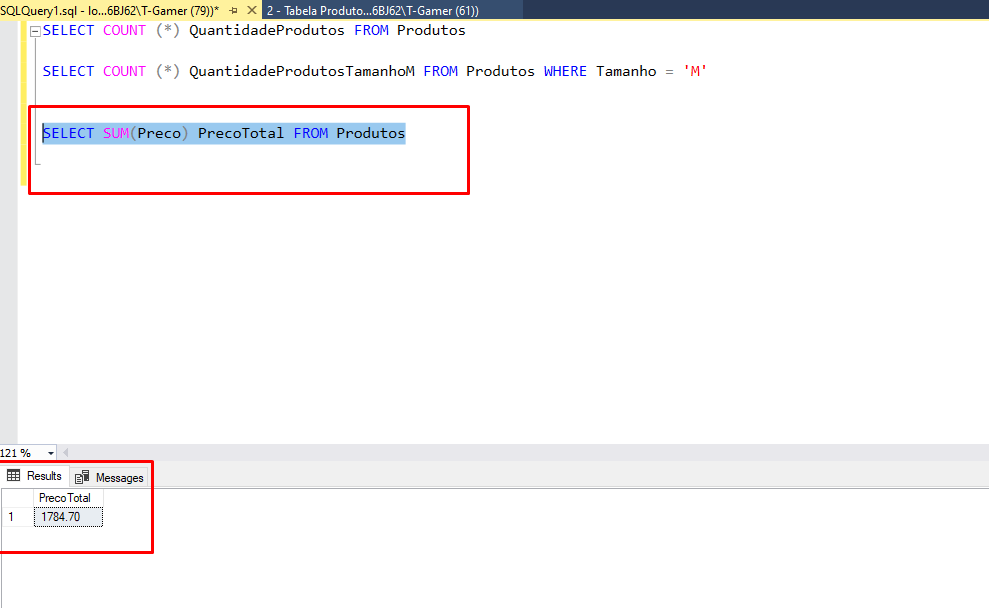 SQLQuery1.sql - lo...6BJ62\T-Gamer (79))* 2 - Tabela Produto...6BJ62\T-Gamer (61))
SELECT COUNT (*) QuantidadeProdutos FROM Produtos
SELECT COUNT (*) QuantidadeProdutosTamanhoM FROM Produtos WHERE Tamanho = 'M'
SELECT SUM(Preco) PrecoTotal FROM Produtos
121 %
Results Messages
PrecoTotal
1 1784.70